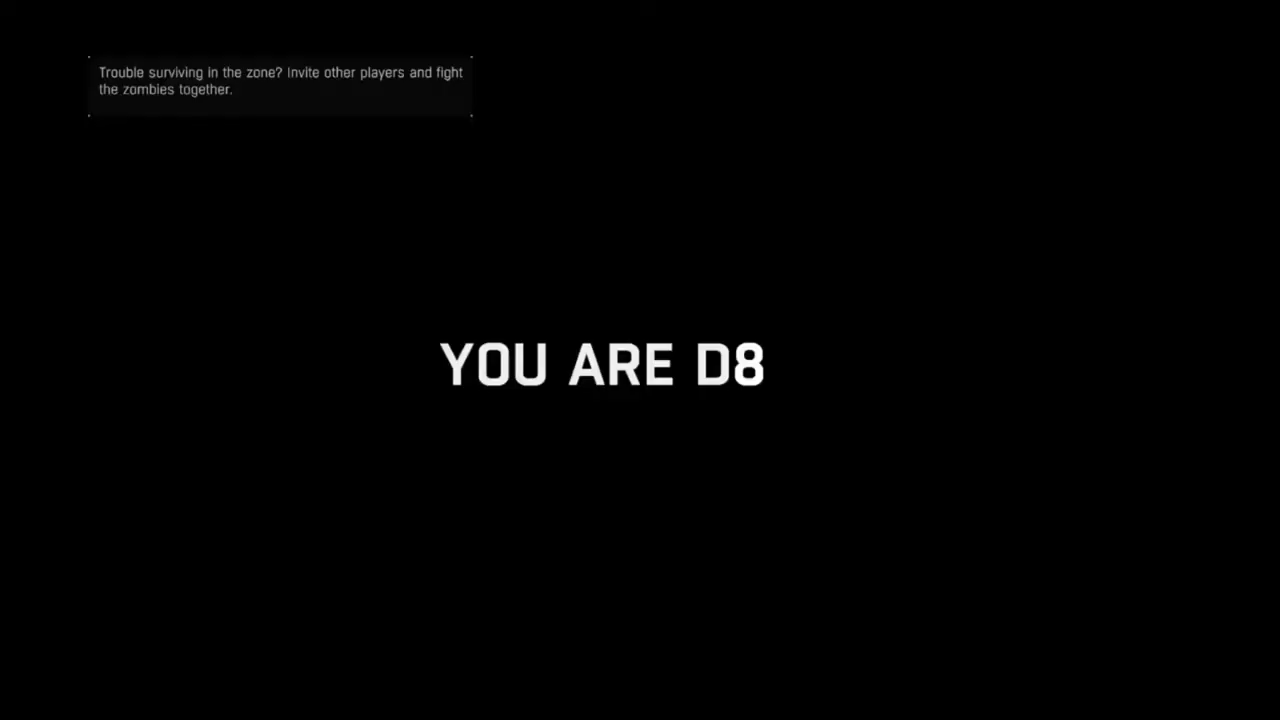 Trouble surviving in the zone? Invite other players and fight
the zombies together.
YOU ARE D8